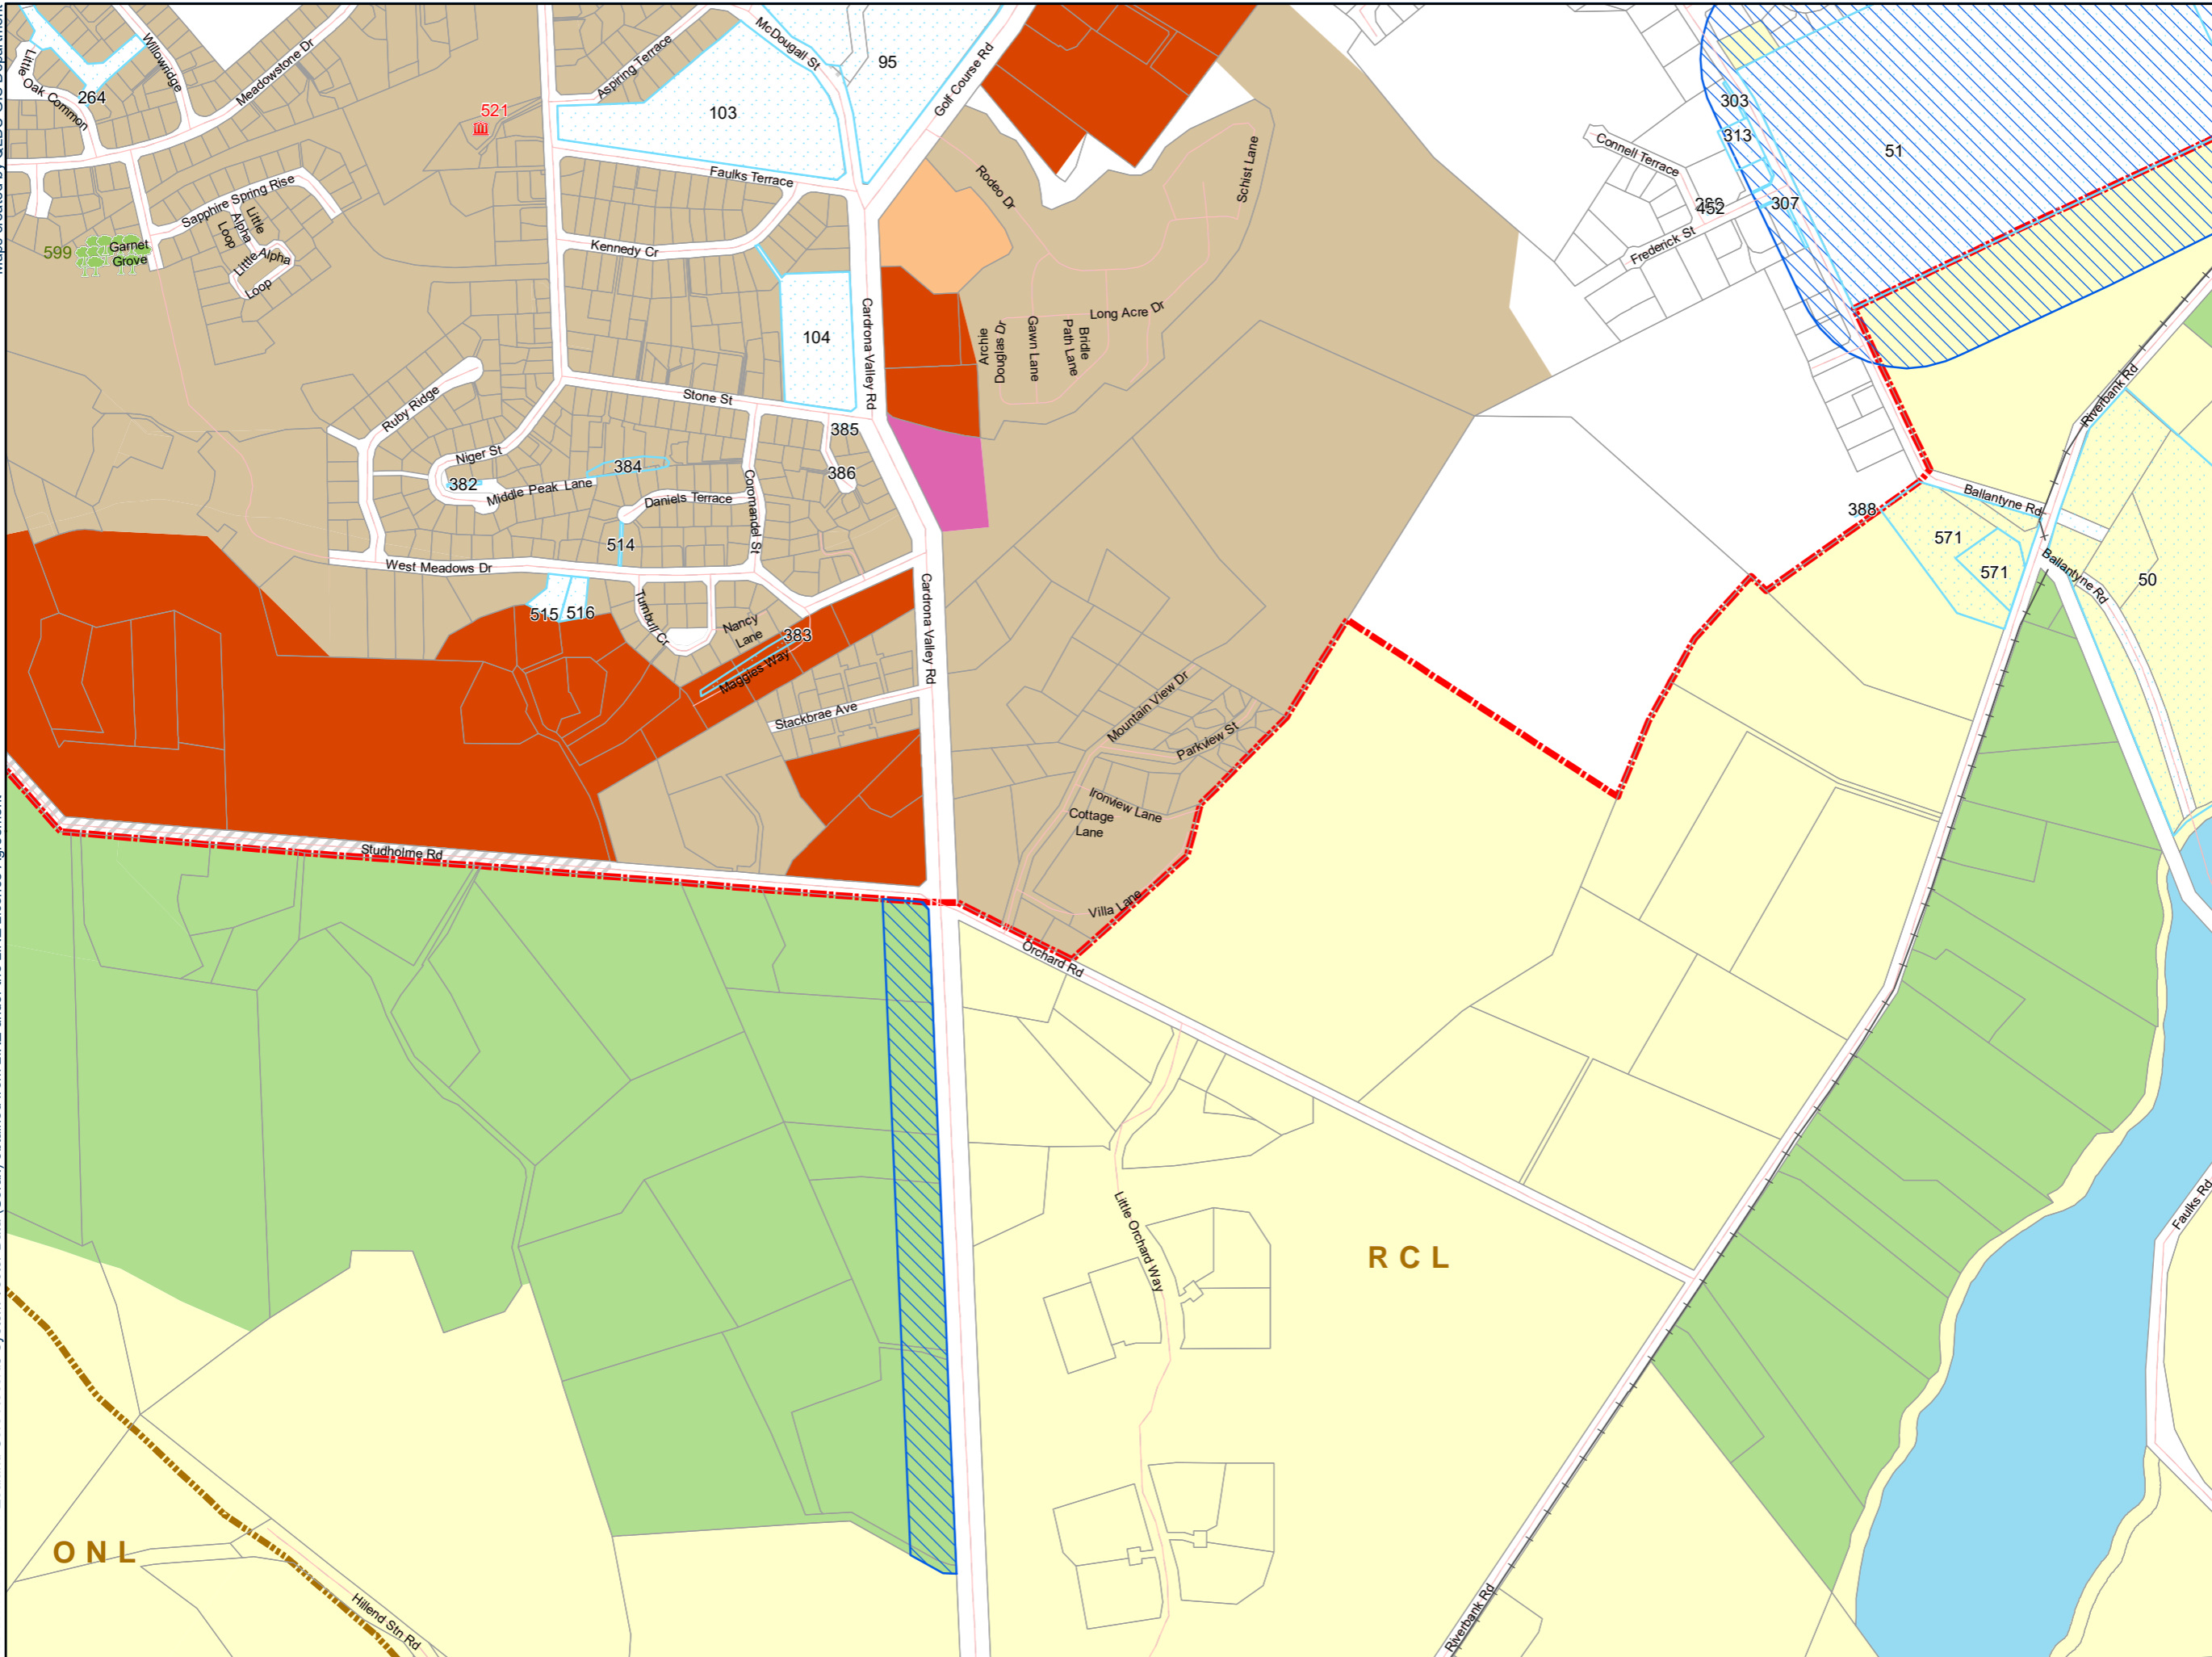 Little
Oak Common
264
Willowridge
Meadowstone Dr
521
Aspiring Terrace
McDougall St
95
103
Golf Course Rd
Faulks Terrace
Sapphire Spring Rise
Little
Alpha
Loop
Little Alpha
Loop
599
Garnet
Grove
Kennedy Cr
104
Cardrona Valley Rd
Rodeo Dr
Schist Lane
Long Acre Dr
Archie
Douglas Dr
Gawn Lane
Bridle
Path Lane
303
313
51
Connell Terrace
452
307
Frederick St
Riverbank Rd
Ruby Ridge
Stone St
385
Niger St
384
386
382
Middle Peak Lane
Daniels Terrace
Coromandel St
514
West Meadows Dr
515
516
Turnbull Cr
Nancy
Lane
383
Maggies Way
Stackbrae Ave
Cardrona Valley Rd
388
Ballantyne Rd
571
571
Ballantyne Rd
50
Mountain View Dr
Parkview St
Ironview Lane
Cottage
Lane
Villa Lane
Studholme Rd
Orchard Rd
Little Orchard Way
RCL
Faulks Rd
ONL
Hillend Stn Rd
Riverbank Rd